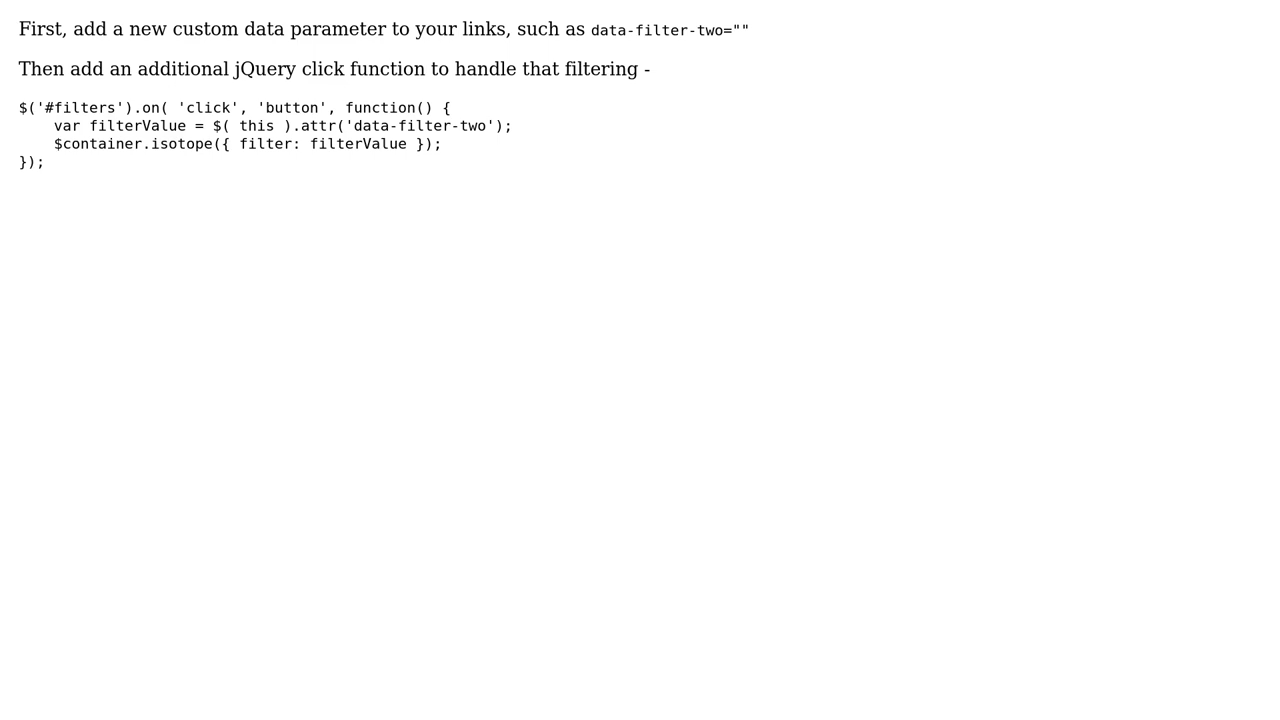 First, add a new custom data parameter to your links, such as data-filter-two=""
Then add an additional jQuery click function to handle that filtering -
$('#filters').on( 'click', 'button', function() {
    var filterValue = $( this ).attr('data-filter-two');
    $container.isotope({ filter: filterValue });
});